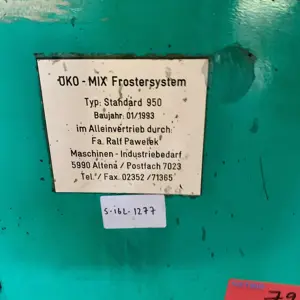 ÖKO - MIX Frostersystem
Typ: Standard 950
Baujahr: 01/1993
im Alleinvertrieb durch:
Fa. Ralf Pawelek
Maschinen - Industriebedarf
5990 Altena / Postfach 7023
Tel. / Fax. 02352 / 71365
S-16L-1277